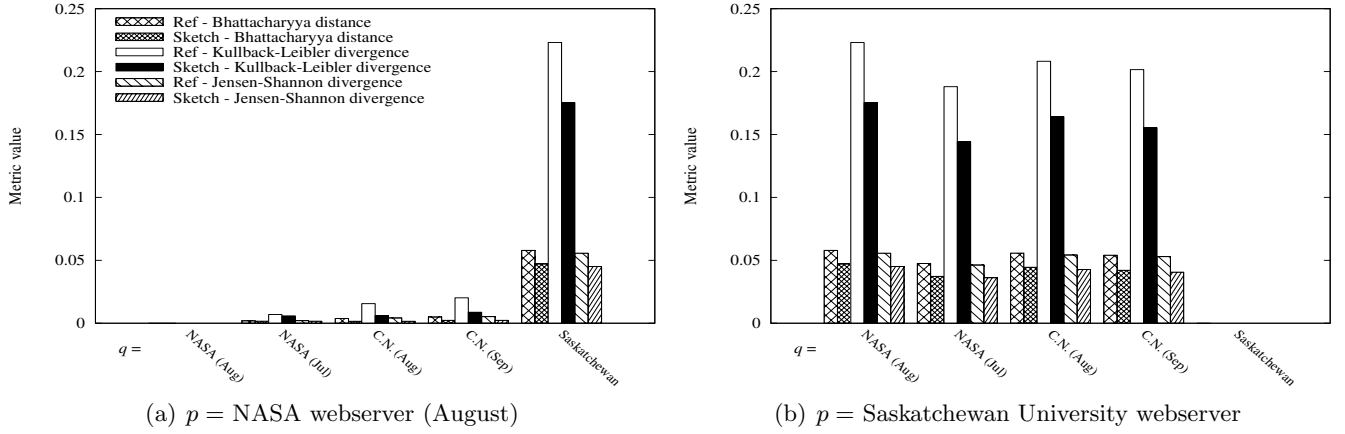 0.25
0.2
0.15
0.1
0.05
0
Metric value
Ref - Bhattacharyya distance
Sketch - Bhattacharyya distance
Ref - Kullback-Leibler divergence
Sketch - Kullback-Leibler divergence
Ref - Jensen-Shannon divergence
Sketch - Jensen-Shannon divergence
q =
NASA (Aug)
NASA (Jul)
C.N. (Aug)
C.N. (Sep)
Saskatchewan
(a) p = NASA webserver (August)
0.25
0.2
0.15
0.1
0.05
0
Metric value
q =
NASA (Aug)
NASA (Jul)
C.N. (Aug)
C.N. (Sep)
Saskatchewan
(b) p = Saskatchewan University webserver